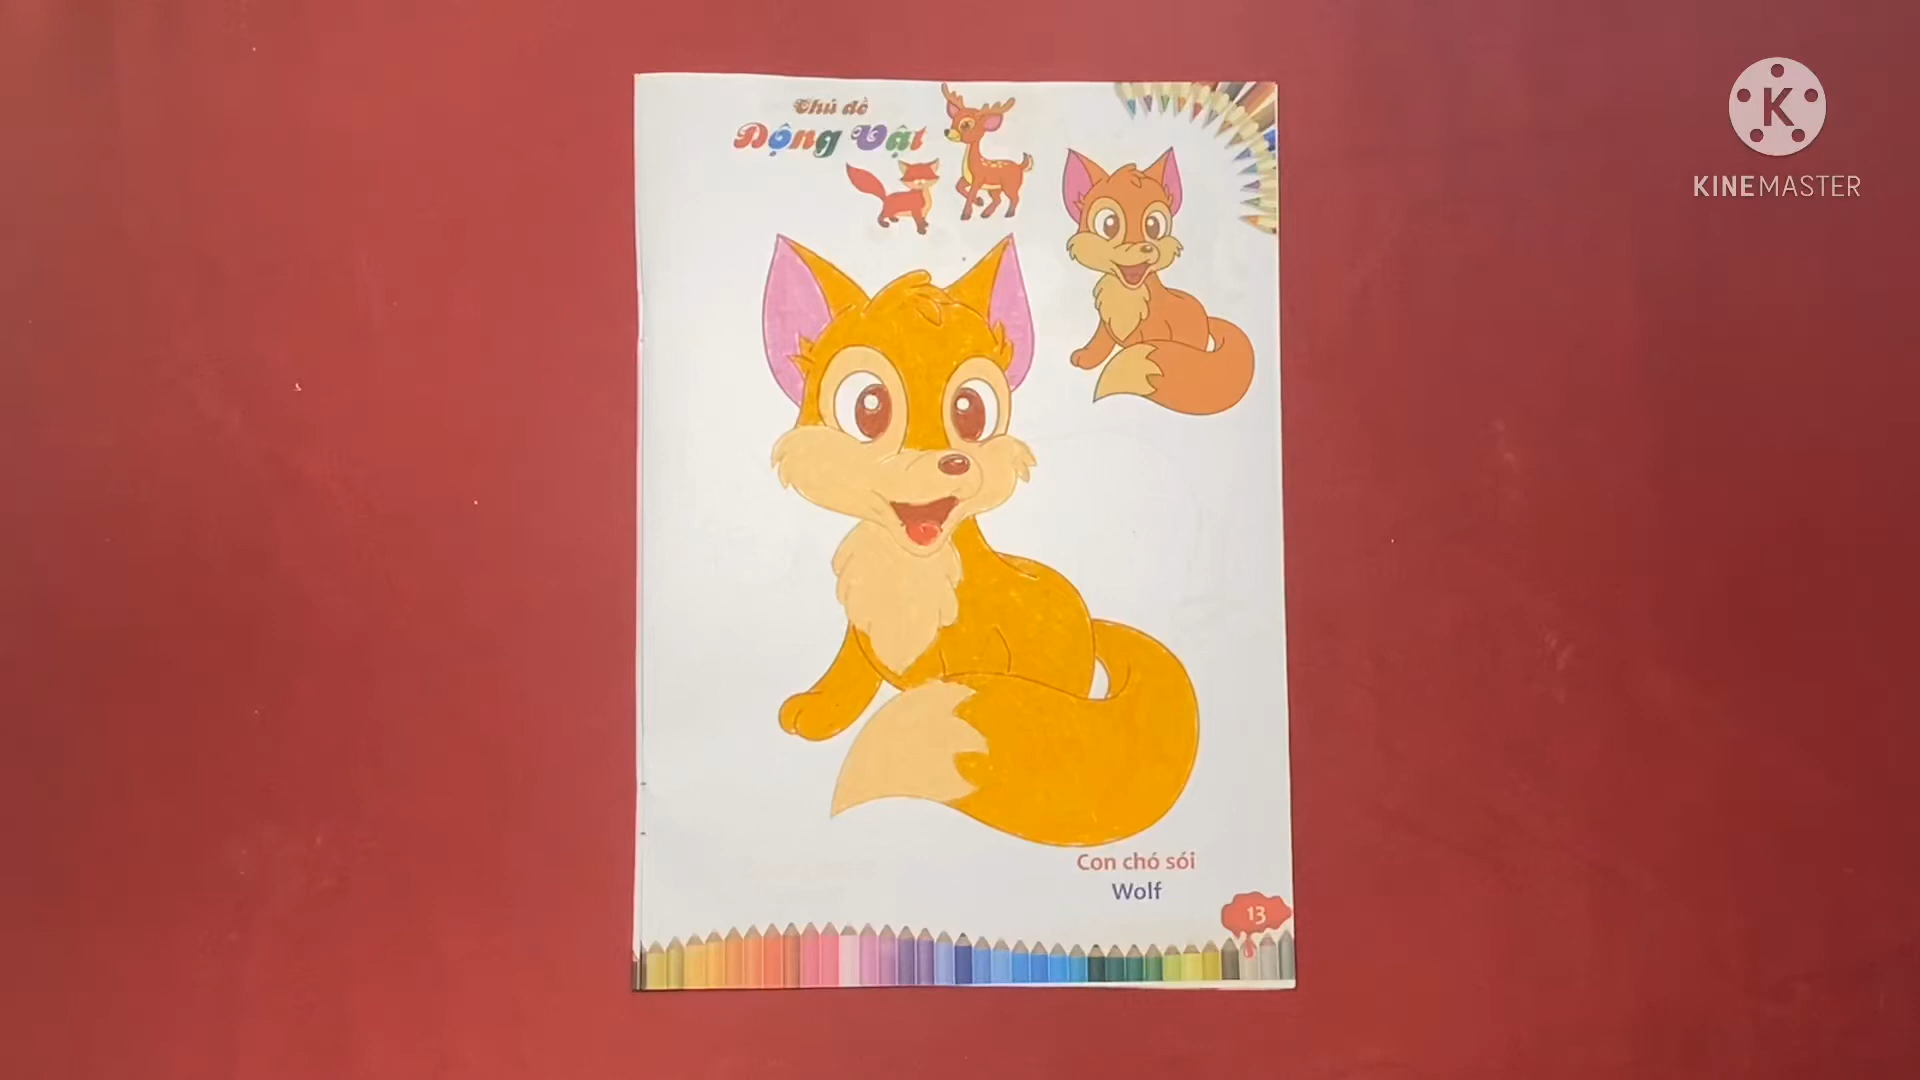 Chủ đề
Động Vật
KINEMASTER
Con chó sói
Wolf
13